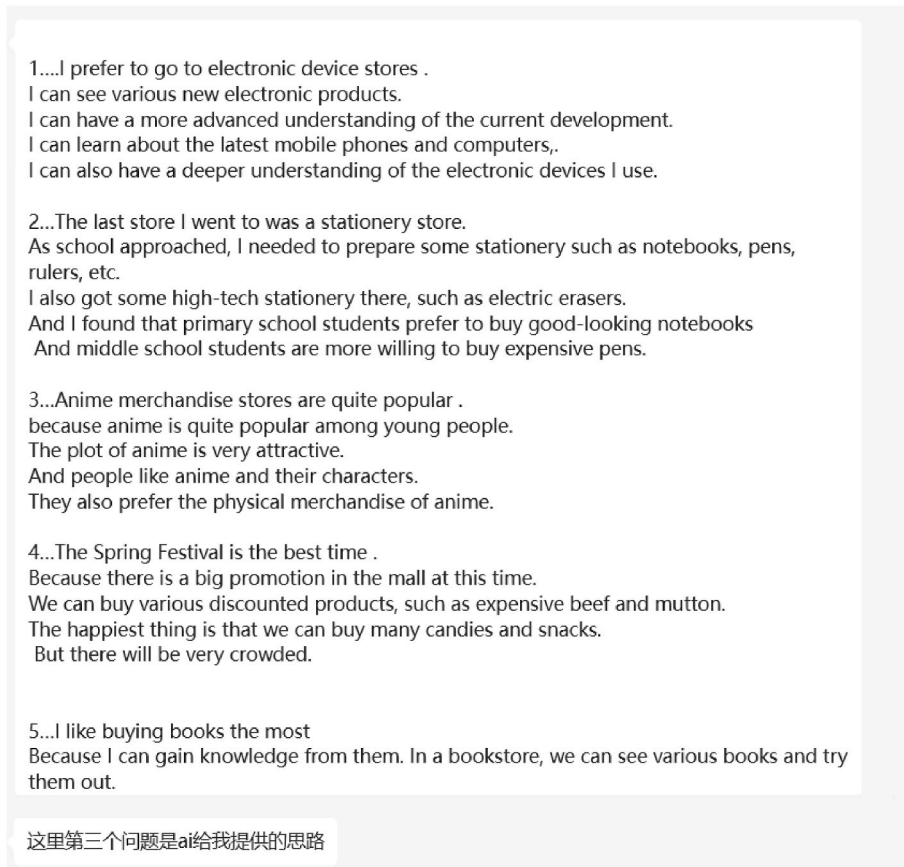 1....I prefer to go to electronic device stores .
I can see various new electronic products.
I can have a more advanced understanding of the current development.
I can learn about the latest mobile phones and computers,.
I can also have a deeper understanding of the electronic devices I use.
2...The last store I went to was a stationery store.
As school approached, I needed to prepare some stationery such as notebooks, pens,
rulers, etc.
I also got some high-tech stationery there, such as electric erasers.
And I found that primary school students prefer to buy good-looking notebooks
And middle school students are more willing to buy expensive pens.
3...Anime merchandise stores are quite popular .
because anime is quite popular among young people.
The plot of anime is very attractive.
And people like anime and their characters.
They also prefer the physical merchandise of anime.
4...The Spring Festival is the best time .
Because there is a big promotion in the mall at this time.
We can buy various discounted products, such as expensive beef and mutton.
The happiest thing is that we can buy many candies and snacks.
But there will be very crowded.
5...I like buying books the most
Because I can gain knowledge from them. In a bookstore, we can see various books and try
them out.
这里第三个问题是ai给我提供的思路